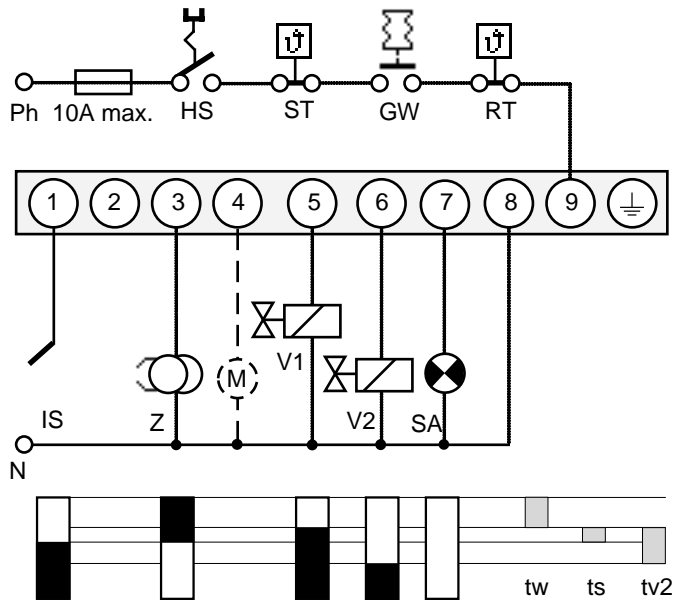 ϑ ϑ
Ph 10A max. HS ST GW RT
1 2 3 4 5 6 7 8 9
M
V1
IS Z V2 SA
N
tw ts tv2